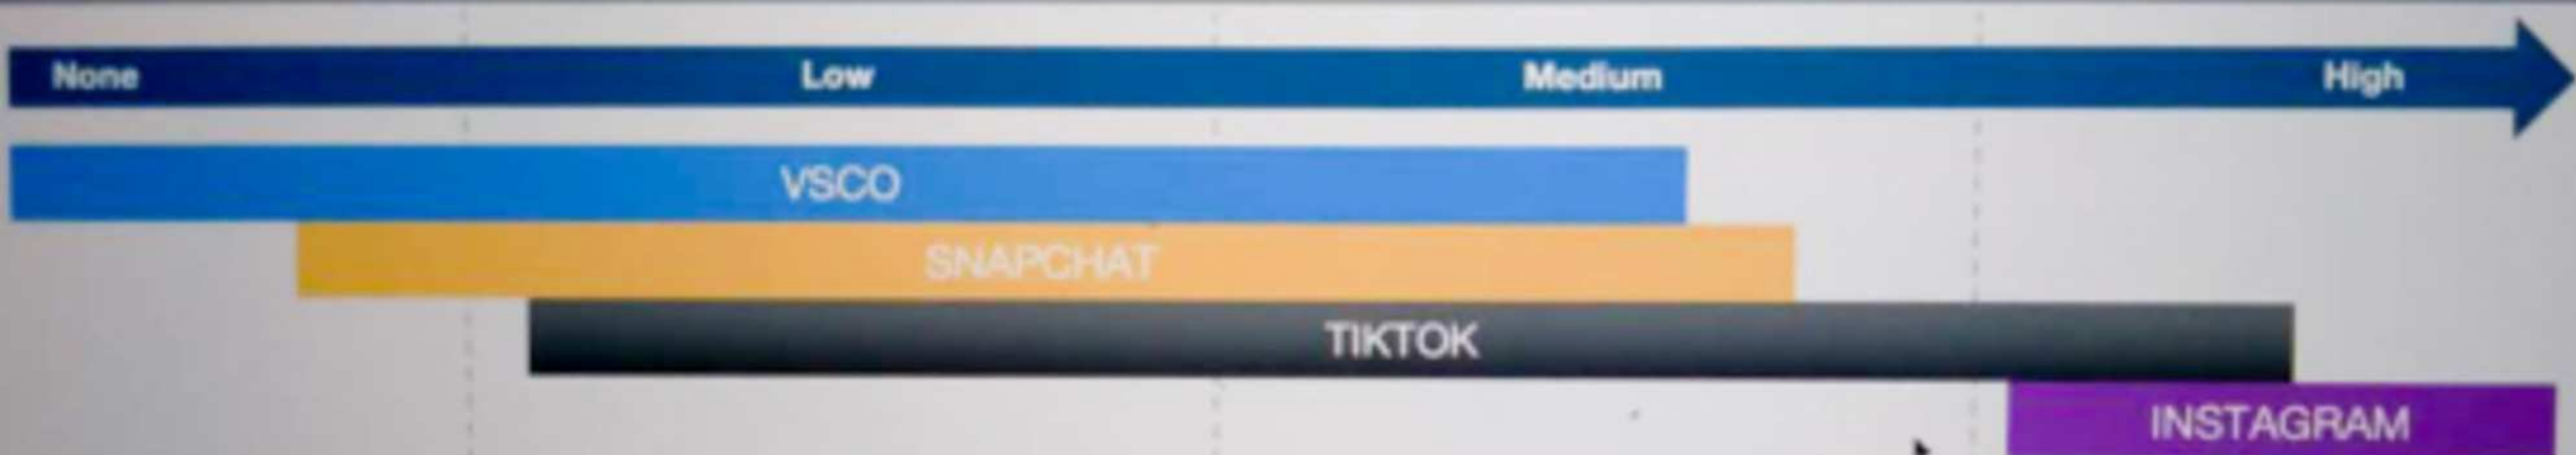 None Low Medium High
VSCO
SNAPCHAT
TIKTOK
INSTAGRAM